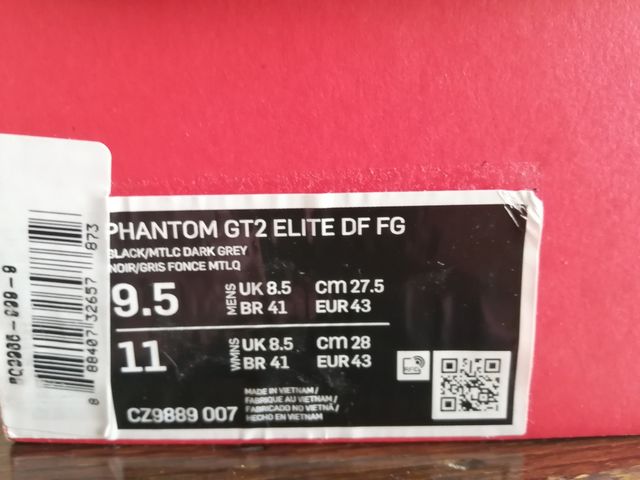 PHANTOM GT2 ELITE DF FG
BLACK/MTLC DARK GREY
NOIR/GRIS FONCE MTLQ
9.5 MENS UK 8.5 CM 27.5
BR 41 EUR 43
11 WMNS UK 8.5 CM 28
BR 41 EUR 43
MADE IN VIETNAM /
FABRIQUE AU VIETNAM /
FABRICADO NO VIETNÃ /
HECHO EN VIETNAM
CZ9889 007
RFID
8 88407 32657 873